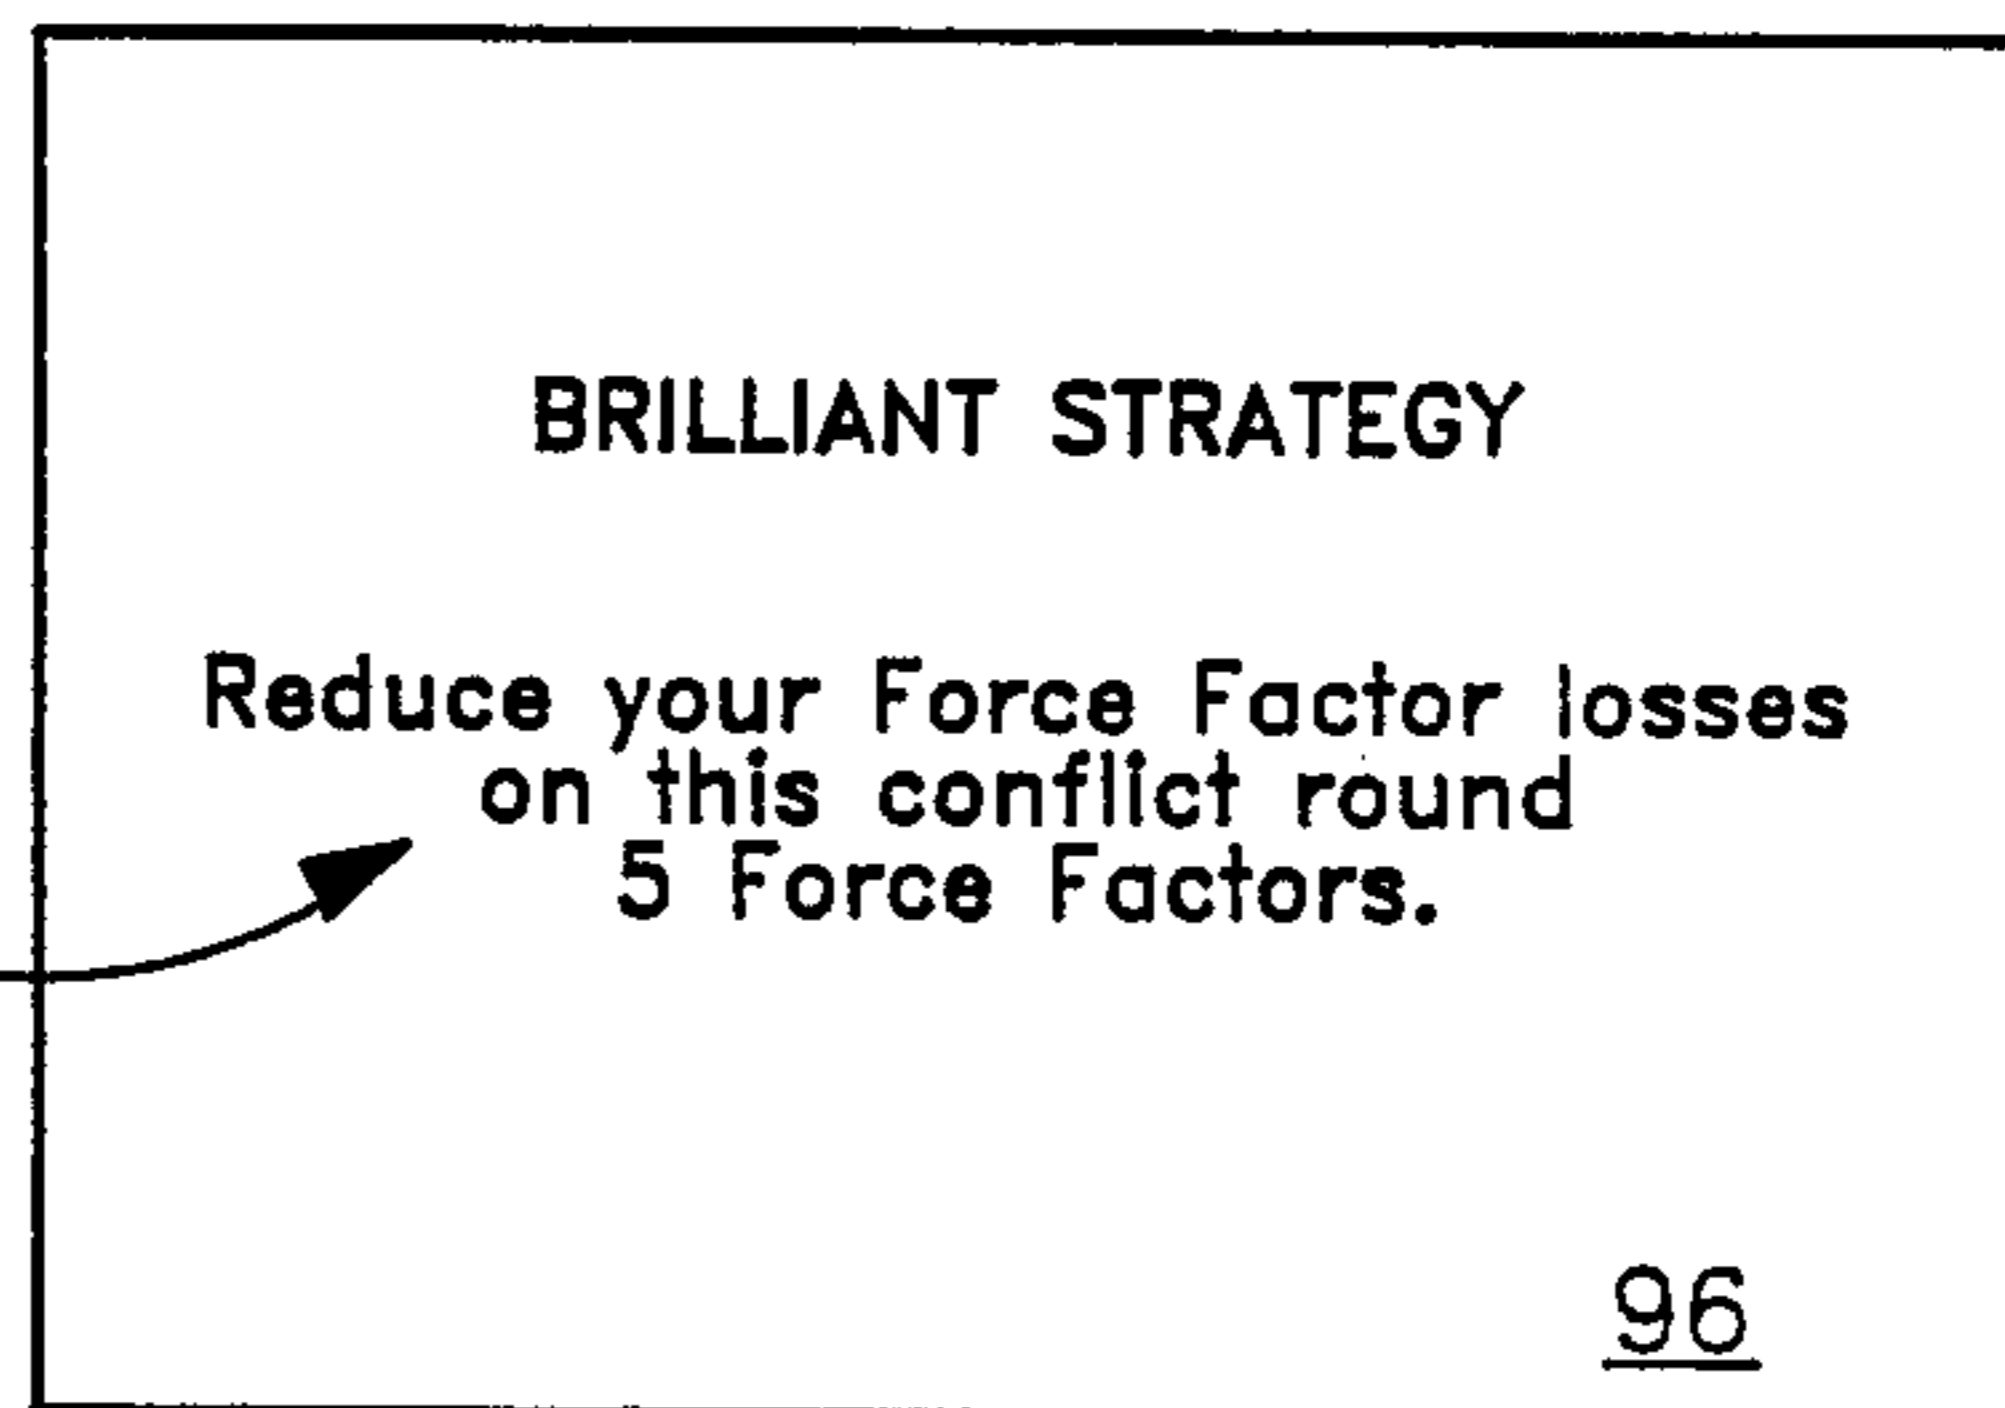 BRILLIANT STRATEGY
Reduce your Force Factor losses
on this conflict round
5 Force Factors.
96